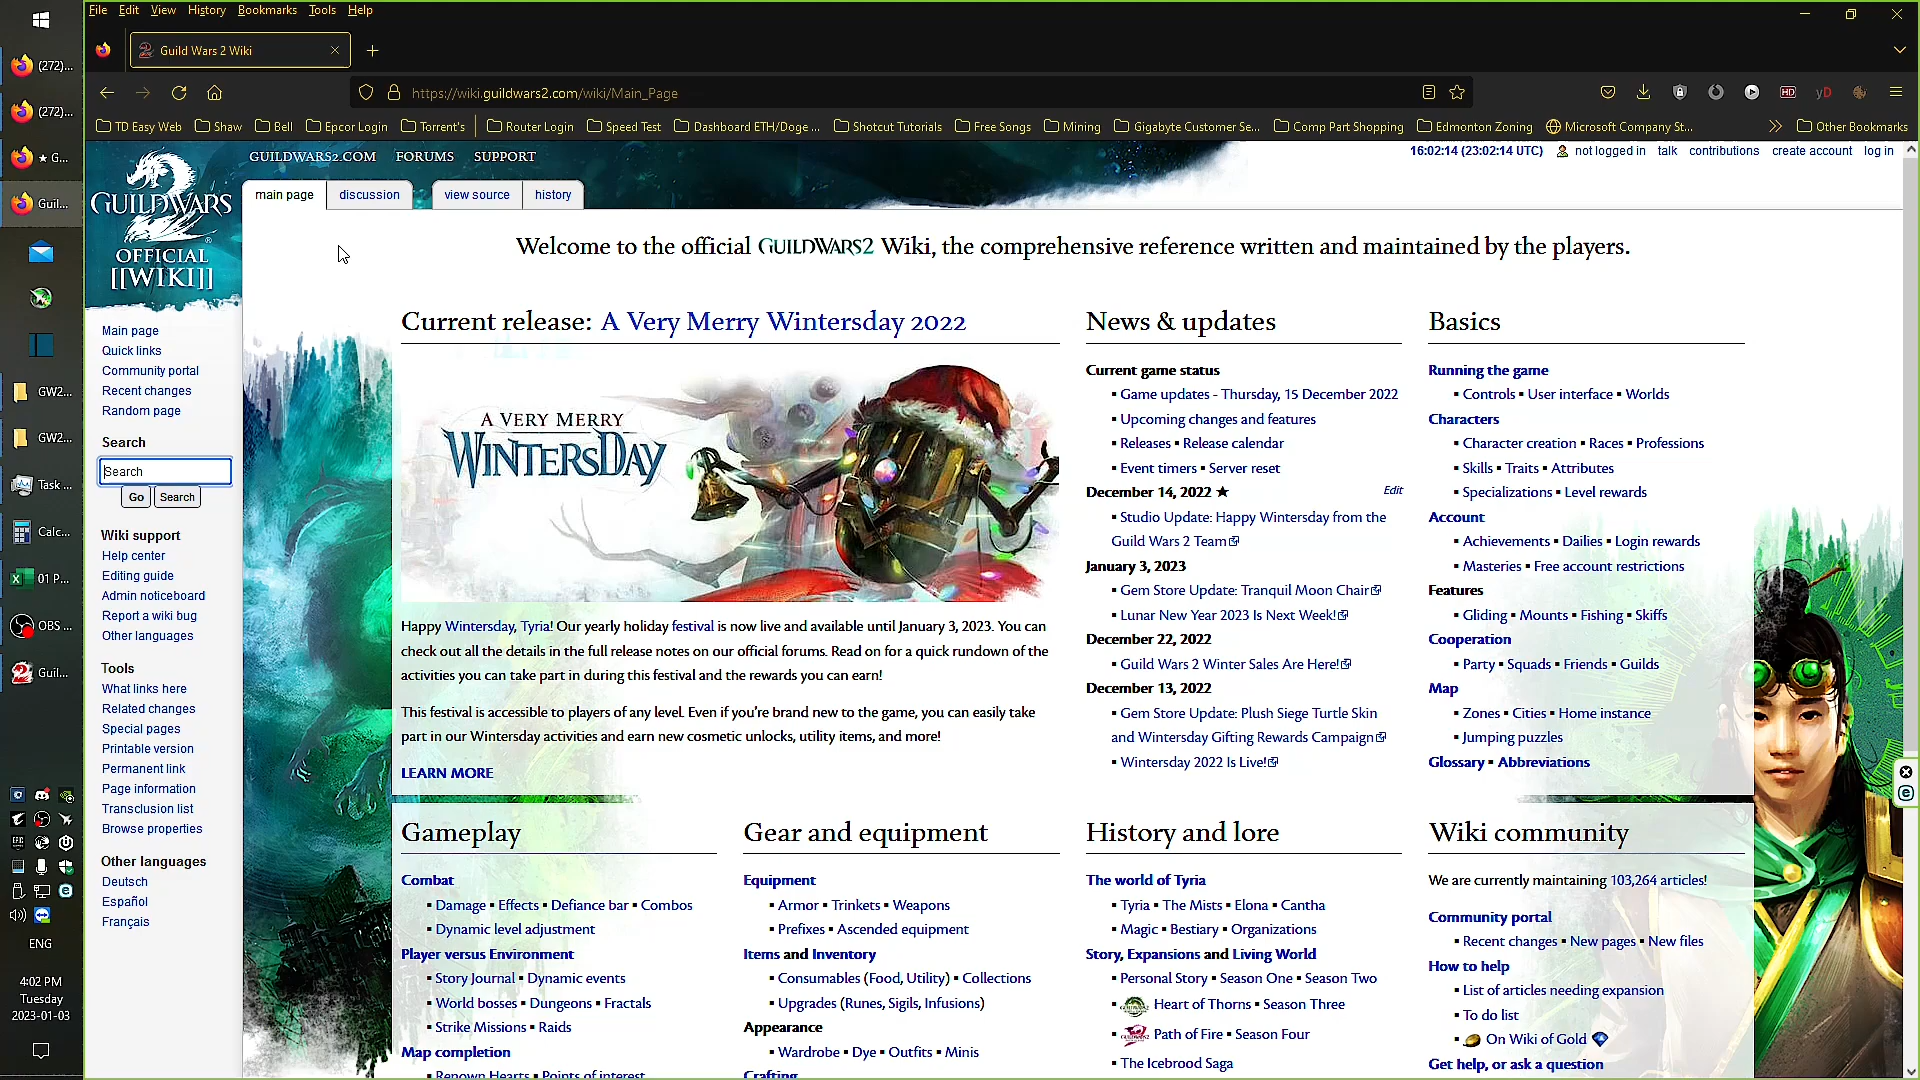 File Edit View History Bookmarks Tools Help
(272)...
(272)...
★ G...
Guil...
GW2...
GW2...
Task ...
Calc...
01 P...
OBS ...
Guil...
ENG
4:02 PM
Tuesday
2023-01-03
Guild Wars 2 Wiki
https://wiki.guildwars2.com/wiki/Main_Page
HD
yD
TD Easy Web Shaw Bell Epcor Login Torrent's Router Login Speed Test Dashboard ETH/Doge ... Shotcut Tutorials Free Songs Mining Gigabyte Customer Se... Comp Part Shopping Edmonton Zoning Microsoft Company St... Other Bookmarks
GUILDWARS2.COM FORUMS SUPPORT
16:02:14 (23:02:14 UTC) not logged in talk contributions create account log in
main page discussion view source history
GUILDWARS
2
OFFICIAL
[[WIKI]]
Main page
Quick links
Community portal
Recent changes
Random page
Search
Search
Go Search
Wiki support
Help center
Editing guide
Admin noticeboard
Report a wiki bug
Other languages
Tools
What links here
Related changes
Special pages
Printable version
Permanent link
Page information
Transclusion list
Browse properties
Other languages
Deutsch
Español
Français
Welcome to the official GUILDWARS2 Wiki, the comprehensive reference written and maintained by the players.
Current release: A Very Merry Wintersday 2022
A VERY MERRY
WINTERSDAY
Happy Wintersday, Tyria! Our yearly holiday festival is now live and available until January 3, 2023. You can
check out all the details in the full release notes on our official forums. Read on for a quick rundown of the
activities you can take part in during this festival and the rewards you can earn!
This festival is accessible to players of any level. Even if you're brand new to the game, you can easily take
part in our Wintersday activities and earn new cosmetic unlocks, utility items, and more!
LEARN MORE
News & updates
Current game status
▪ Game updates - Thursday, 15 December 2022
▪ Upcoming changes and features
▪ Releases ▪ Release calendar
▪ Event timers ▪ Server reset
December 14, 2022 ★ Edit
▪ Studio Update: Happy Wintersday from the
Guild Wars 2 Team
January 3, 2023
▪ Gem Store Update: Tranquil Moon Chair
▪ Lunar New Year 2023 Is Next Week!
December 22, 2022
▪ Guild Wars 2 Winter Sales Are Here!
December 13, 2022
▪ Gem Store Update: Plush Siege Turtle Skin
and Wintersday Gifting Rewards Campaign
▪ Wintersday 2022 Is Live!
Basics
Running the game
▪ Controls ▪ User interface ▪ Worlds
Characters
▪ Character creation ▪ Races ▪ Professions
▪ Skills ▪ Traits ▪ Attributes
▪ Specializations ▪ Level rewards
Account
▪ Achievements ▪ Dailies ▪ Login rewards
▪ Masteries ▪ Free account restrictions
Features
▪ Gliding ▪ Mounts ▪ Fishing ▪ Skiffs
Cooperation
▪ Party ▪ Squads ▪ Friends ▪ Guilds
Map
▪ Zones ▪ Cities ▪ Home instance
▪ Jumping puzzles
Glossary ▪ Abbreviations
Gameplay
Combat
▪ Damage ▪ Effects ▪ Defiance bar ▪ Combos
▪ Dynamic level adjustment
Player versus Environment
▪ Story Journal ▪ Dynamic events
▪ World bosses ▪ Dungeons ▪ Fractals
▪ Strike Missions ▪ Raids
Map completion
▪ Renown Hearts ▪ Points of interest
Gear and equipment
Equipment
▪ Armor ▪ Trinkets ▪ Weapons
▪ Prefixes ▪ Ascended equipment
Items and Inventory
▪ Consumables (Food, Utility) ▪ Collections
▪ Upgrades (Runes, Sigils, Infusions)
Appearance
▪ Wardrobe ▪ Dye ▪ Outfits ▪ Minis
Crafting
History and lore
The world of Tyria
▪ Tyria ▪ The Mists ▪ Elona ▪ Cantha
▪ Magic ▪ Bestiary ▪ Organizations
Story, Expansions and Living World
▪ Personal Story ▪ Season One ▪ Season Two
▪ Heart of Thorns ▪ Season Three
▪ Path of Fire ▪ Season Four
▪ The Icebrood Saga
Wiki community
We are currently maintaining 103,264 articles!
Community portal
▪ Recent changes ▪ New pages ▪ New files
How to help
▪ List of articles needing expansion
▪ To do list
▪ On Wiki of Gold
Get help, or ask a question